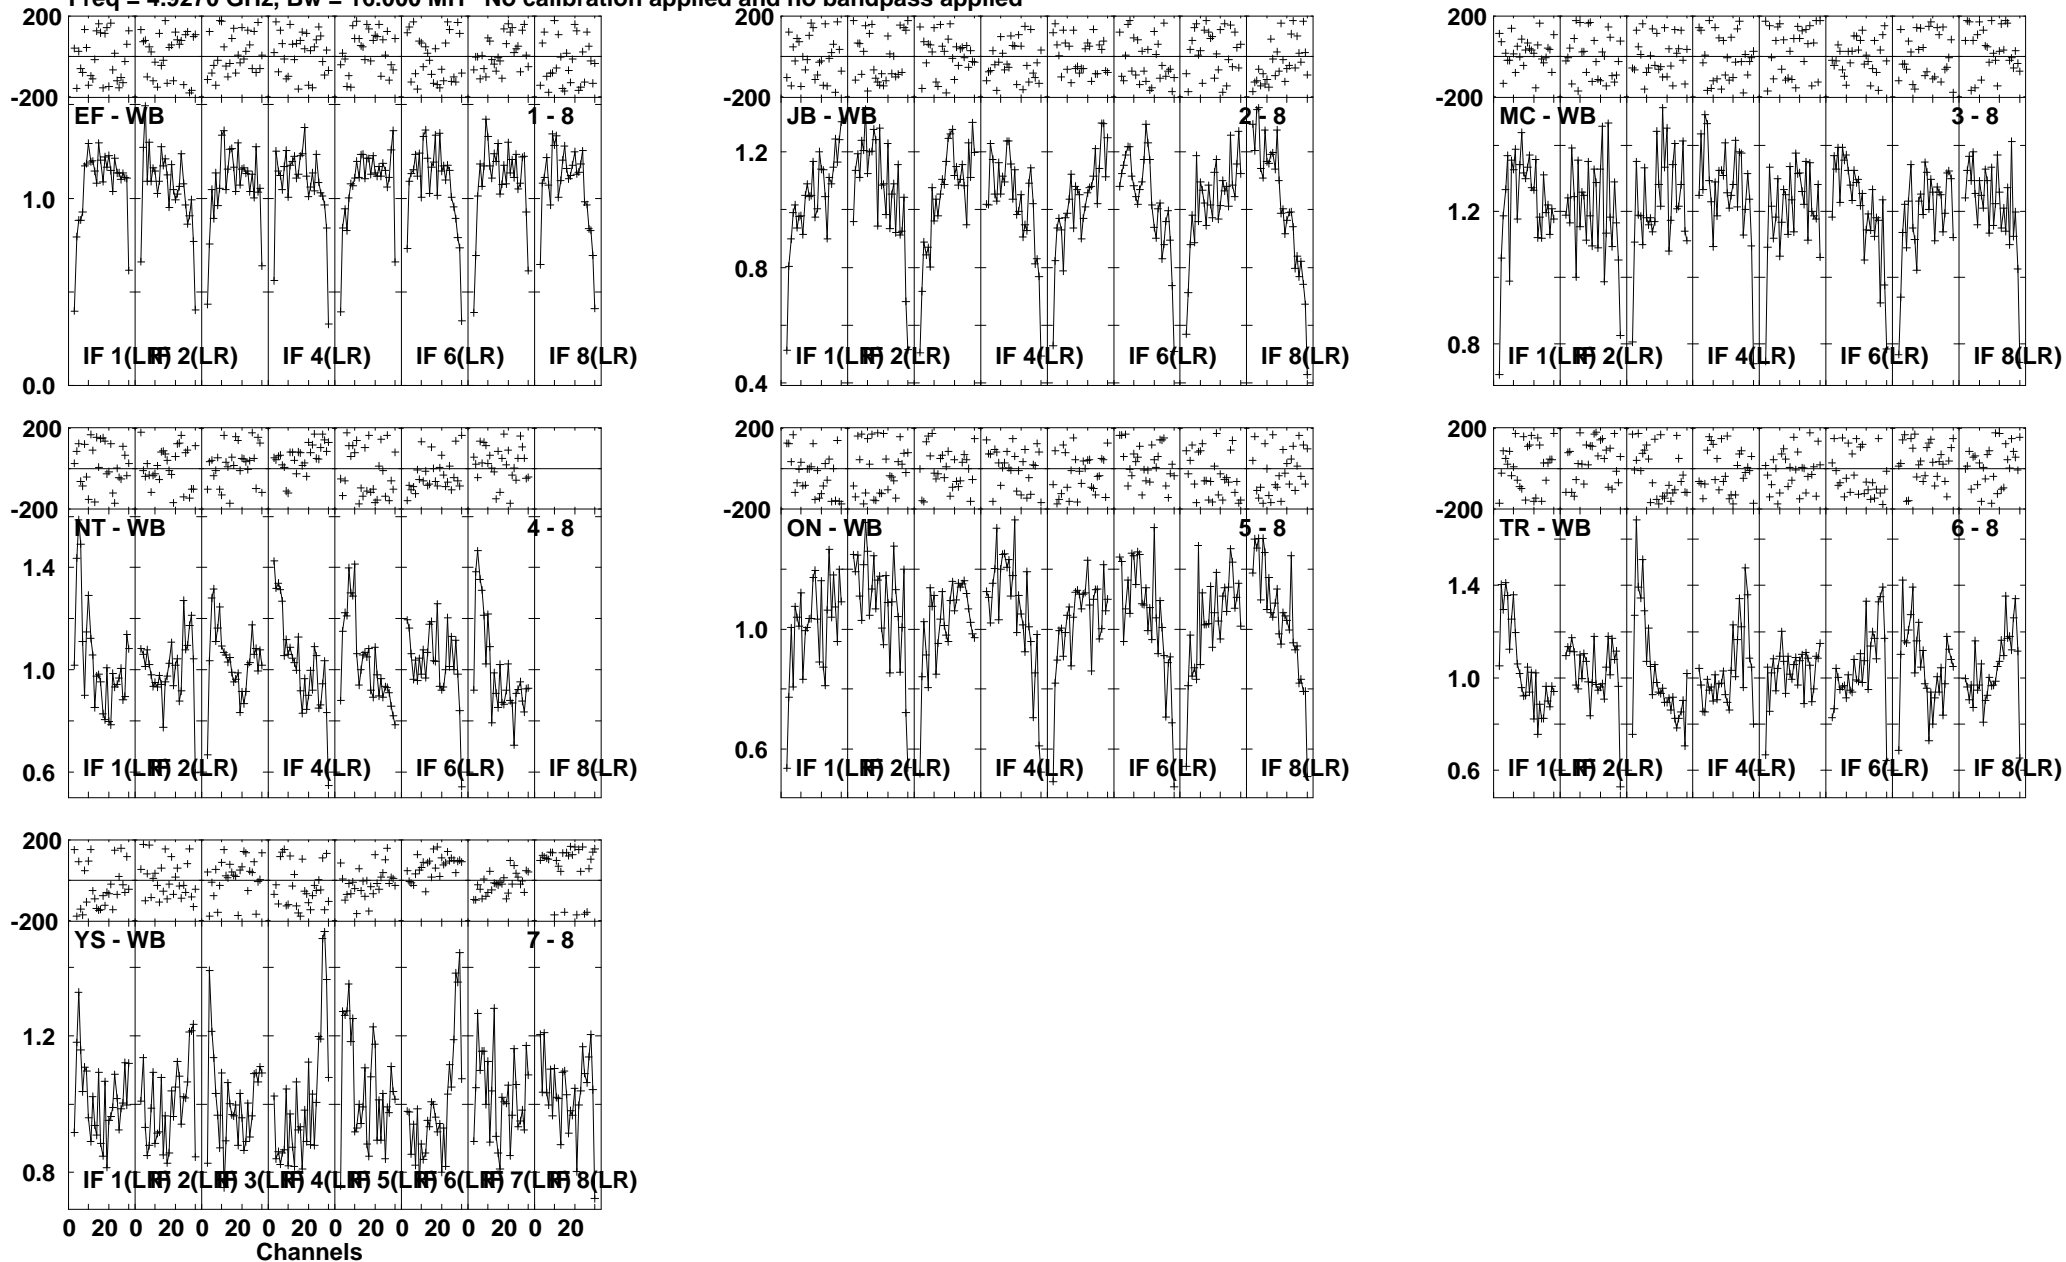 Freq = 4.9270 GHz, Bw = 16.000 MH No calibration applied and no bandpass applied
200
-200
EF - WB 1 - 8
1.0
0.0
IF 1(LR) IF 2(LR) IF 4(LR) IF 6(LR) IF 8(LR)
200
-200
JB - WB 2 - 8
1.2
0.8
0.4
IF 1(LR) IF 2(LR) IF 4(LR) IF 6(LR) IF 8(LR)
200
-200
MC - WB 3 - 8
1.2
0.8
IF 1(LR) IF 2(LR) IF 4(LR) IF 6(LR) IF 8(LR)
200
-200
NT - WB 4 - 8
1.4
1.0
0.6
IF 1(LR) IF 2(LR) IF 4(LR) IF 6(LR) IF 8(LR)
200
-200
ON - WB 5 - 8
1.0
0.6
IF 1(LR) IF 2(LR) IF 4(LR) IF 6(LR) IF 8(LR)
200
-200
TR - WB 6 - 8
1.4
1.0
0.6
IF 1(LR) IF 2(LR) IF 4(LR) IF 6(LR) IF 8(LR)
200
-200
YS - WB 7 - 8
1.2
0.8
IF 1(LR) IF 2(LR) IF 3(LR) IF 4(LR) IF 5(LR) IF 6(LR) IF 7(LR) IF 8(LR)
0 20 0 20 0 20 0 20 0 20 0 20 0 20 0 20
Channels